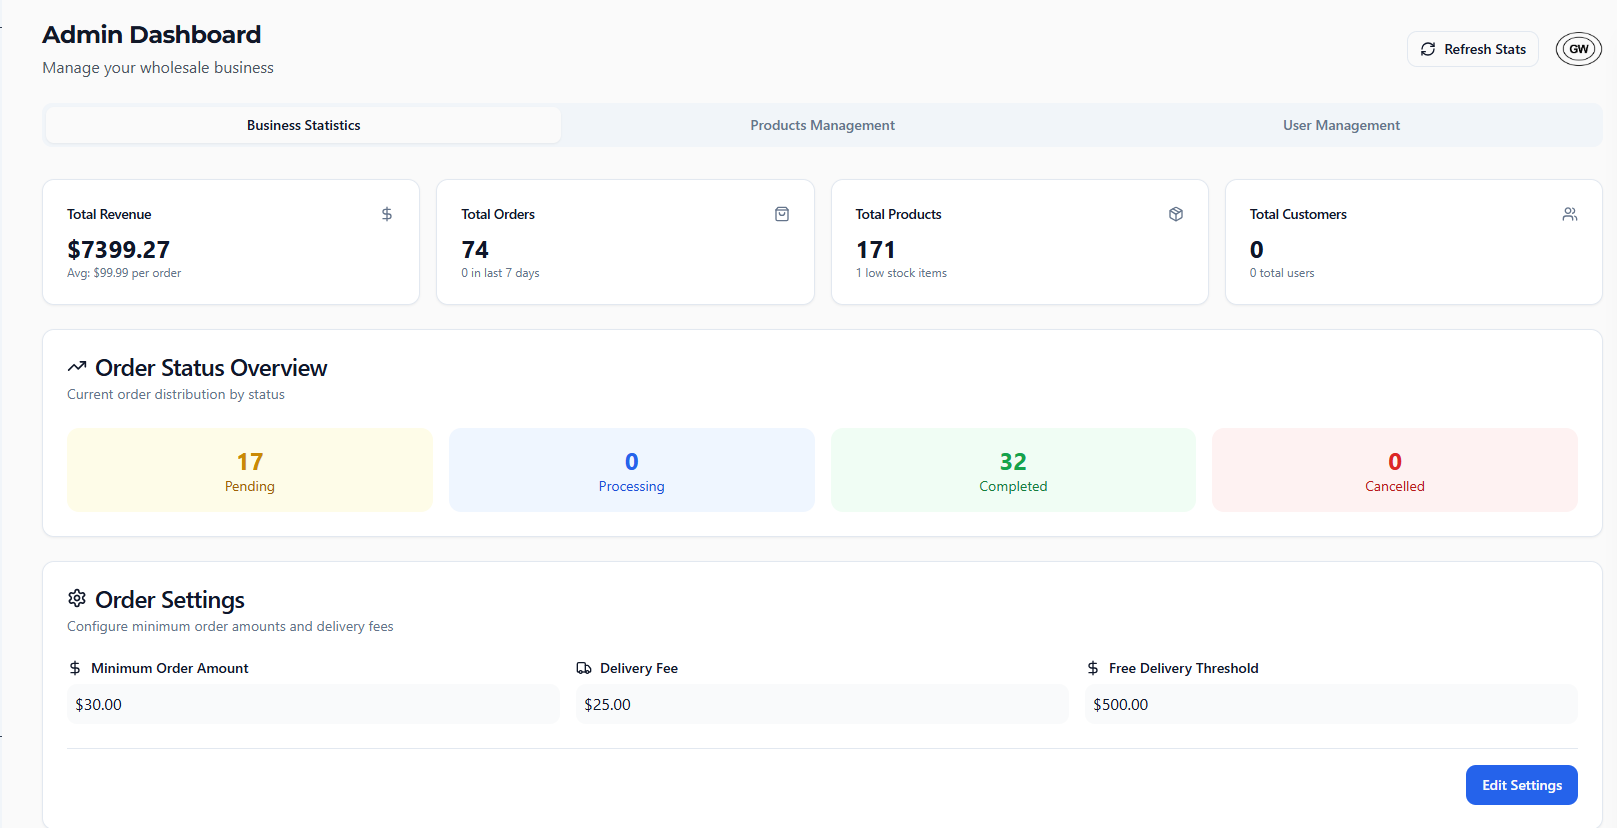 Admin Dashboard
Manage your wholesale business
Refresh Stats
GW
Business Statistics
Products Management
User Management
Total Revenue
$7399.27
Avg: $99.99 per order
Total Orders
74
0 in last 7 days
Total Products
171
1 low stock items
Total Customers
0
0 total users
Order Status Overview
Current order distribution by status
17
Pending
0
Processing
32
Completed
0
Cancelled
Order Settings
Configure minimum order amounts and delivery fees
Minimum Order Amount
$30.00
Delivery Fee
$25.00
Free Delivery Threshold
$500.00
Edit Settings